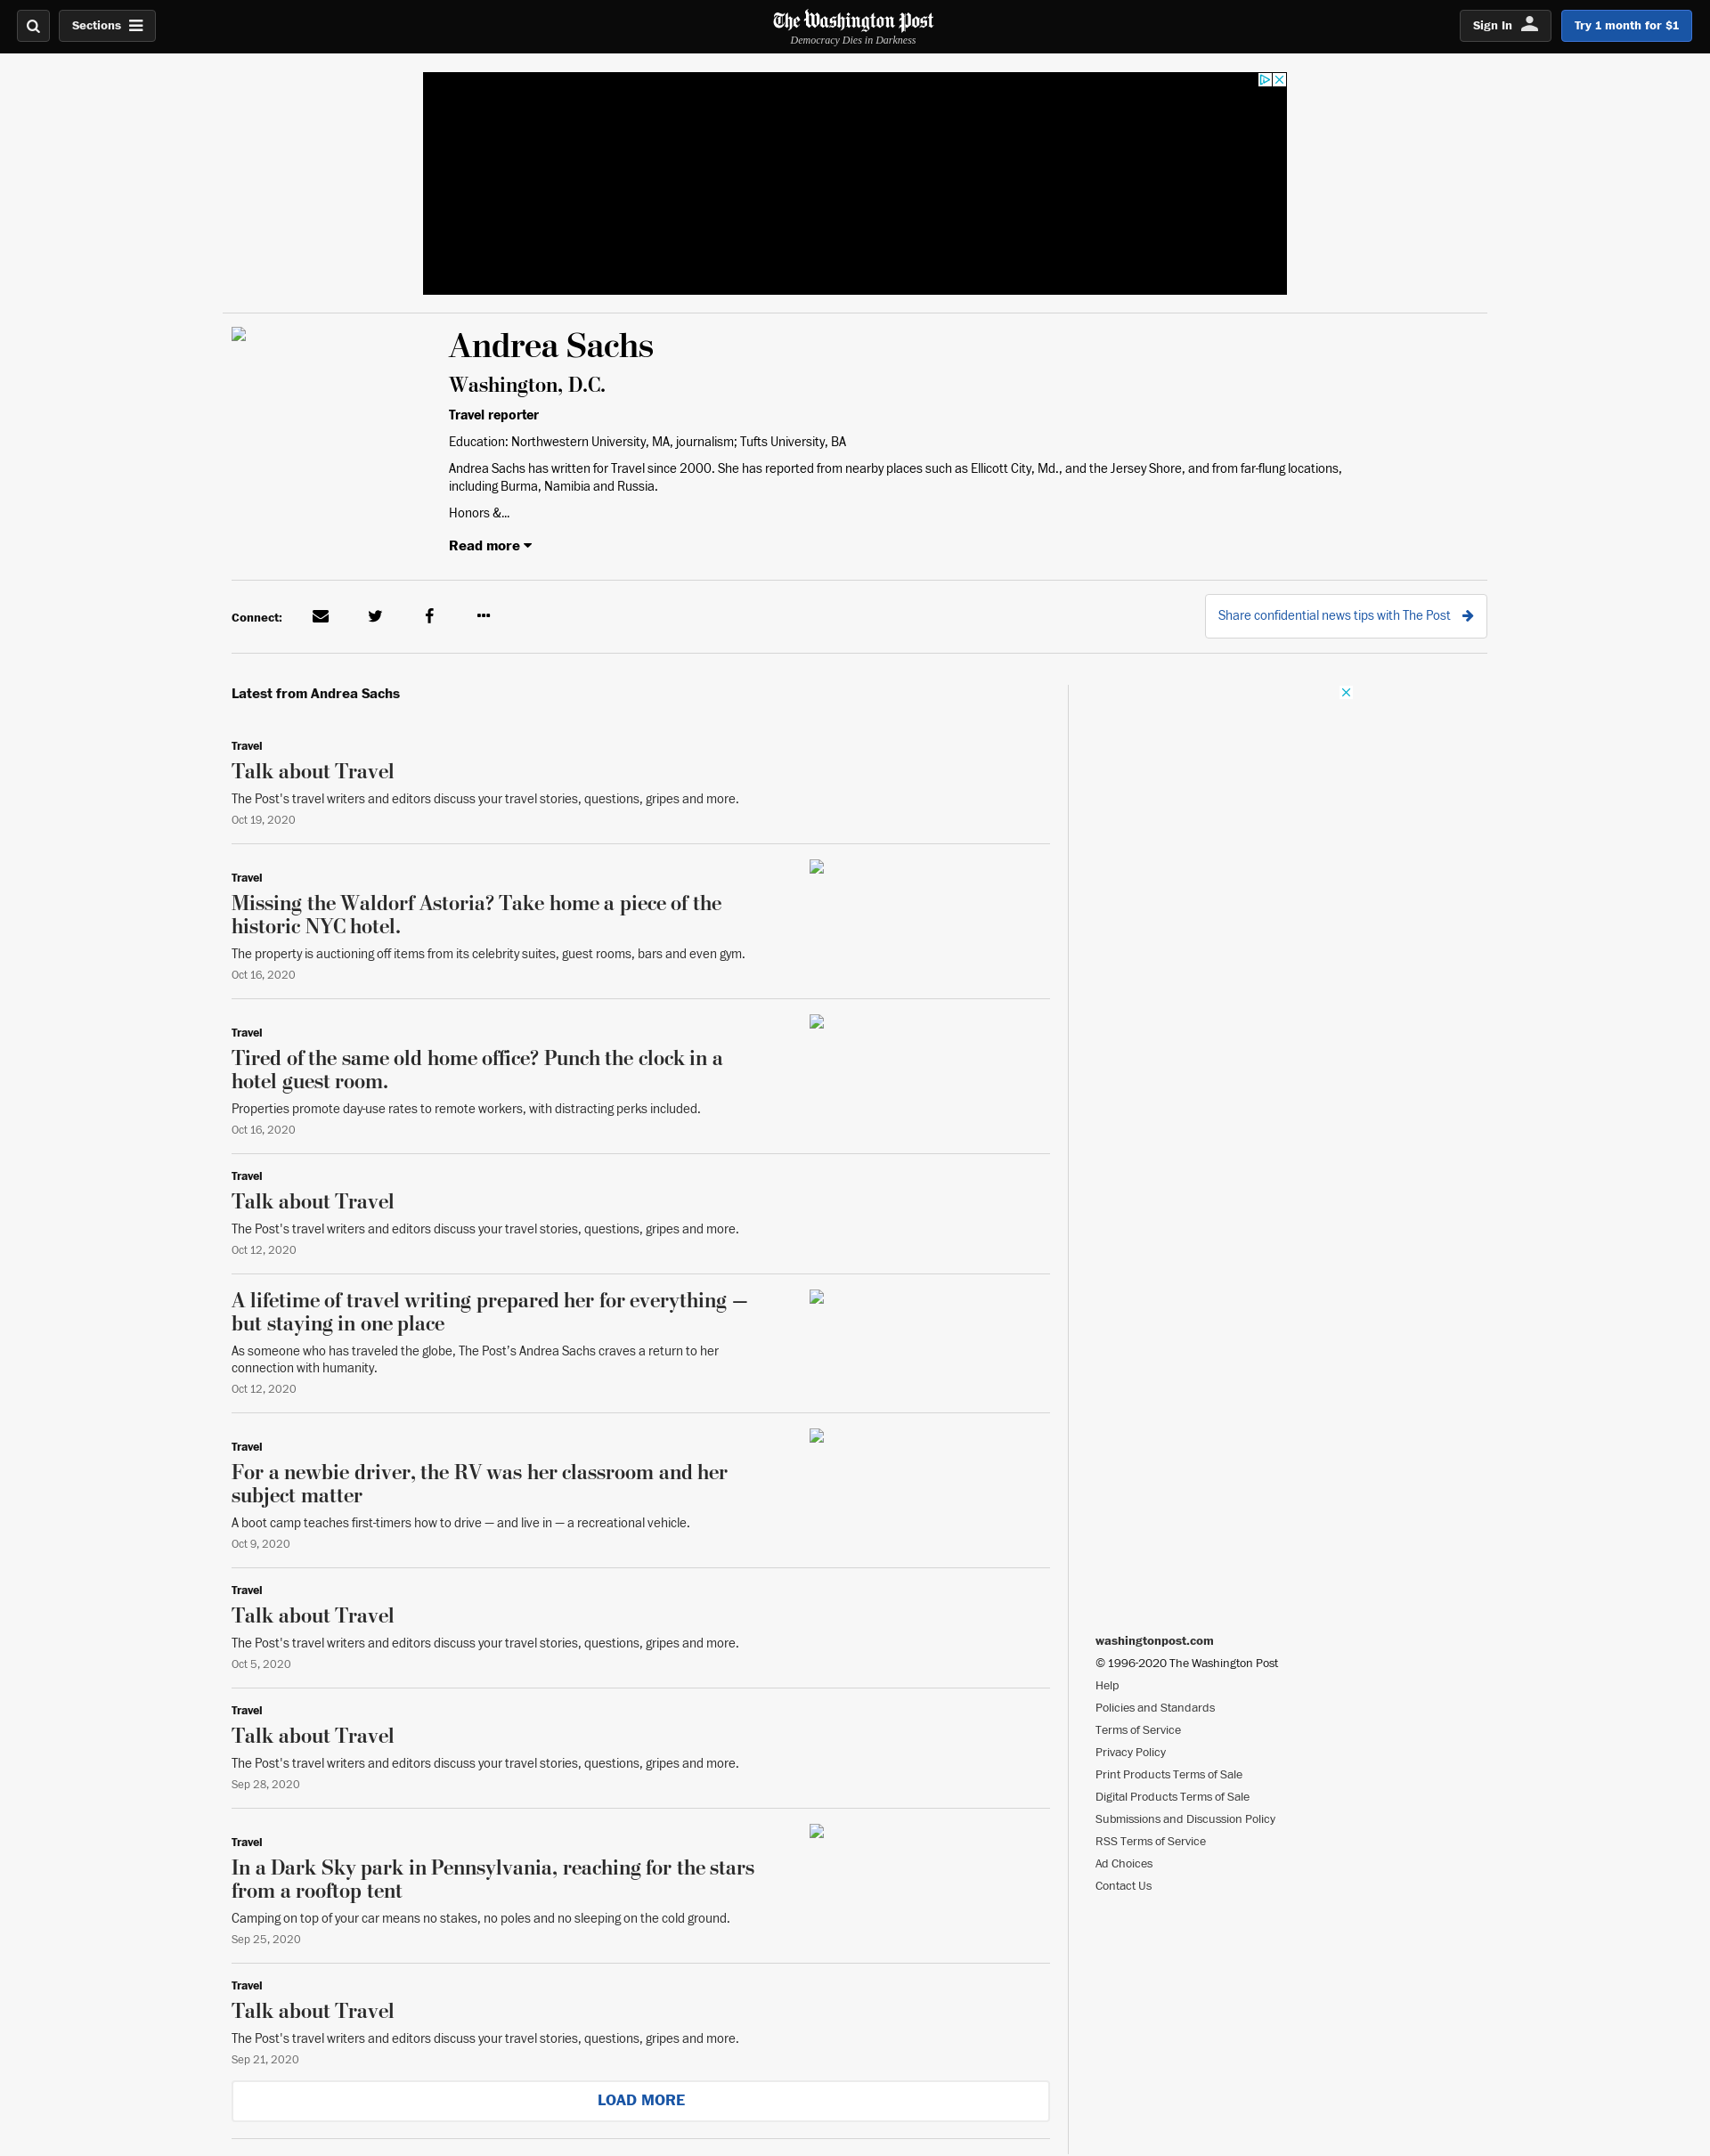 Sections
The Washington Post
Democracy Dies in Darkness
Sign In
Try 1 month for $1
Andrea Sachs
Washington, D.C.
Travel reporter
Education: Northwestern University, MA, journalism; Tufts University, BA
Andrea Sachs has written for Travel since 2000. She has reported from nearby places such as Ellicott City, Md., and the Jersey Shore, and from far-flung locations,
including Burma, Namibia and Russia.
Honors &...
Read more
Connect:
Share confidential news tips with The Post
Latest from Andrea Sachs
Travel
Talk about Travel
The Post's travel writers and editors discuss your travel stories, questions, gripes and more.
Oct 19, 2020
Travel
Missing the Waldorf Astoria? Take home a piece of the
historic NYC hotel.
The property is auctioning off items from its celebrity suites, guest rooms, bars and even gym.
Oct 16, 2020
Travel
Tired of the same old home office? Punch the clock in a
hotel guest room.
Properties promote day-use rates to remote workers, with distracting perks included.
Oct 16, 2020
Travel
Talk about Travel
The Post's travel writers and editors discuss your travel stories, questions, gripes and more.
Oct 12, 2020
A lifetime of travel writing prepared her for everything —
but staying in one place
As someone who has traveled the globe, The Post's Andrea Sachs craves a return to her
connection with humanity.
Oct 12, 2020
Travel
For a newbie driver, the RV was her classroom and her
subject matter
A boot camp teaches first-timers how to drive — and live in — a recreational vehicle.
Oct 9, 2020
Travel
Talk about Travel
The Post's travel writers and editors discuss your travel stories, questions, gripes and more.
Oct 5, 2020
Travel
Talk about Travel
The Post's travel writers and editors discuss your travel stories, questions, gripes and more.
Sep 28, 2020
Travel
In a Dark Sky park in Pennsylvania, reaching for the stars
from a rooftop tent
Camping on top of your car means no stakes, no poles and no sleeping on the cold ground.
Sep 25, 2020
Travel
Talk about Travel
The Post's travel writers and editors discuss your travel stories, questions, gripes and more.
Sep 21, 2020
LOAD MORE
washingtonpost.com
© 1996-2020 The Washington Post
Help
Policies and Standards
Terms of Service
Privacy Policy
Print Products Terms of Sale
Digital Products Terms of Sale
Submissions and Discussion Policy
RSS Terms of Service
Ad Choices
Contact Us